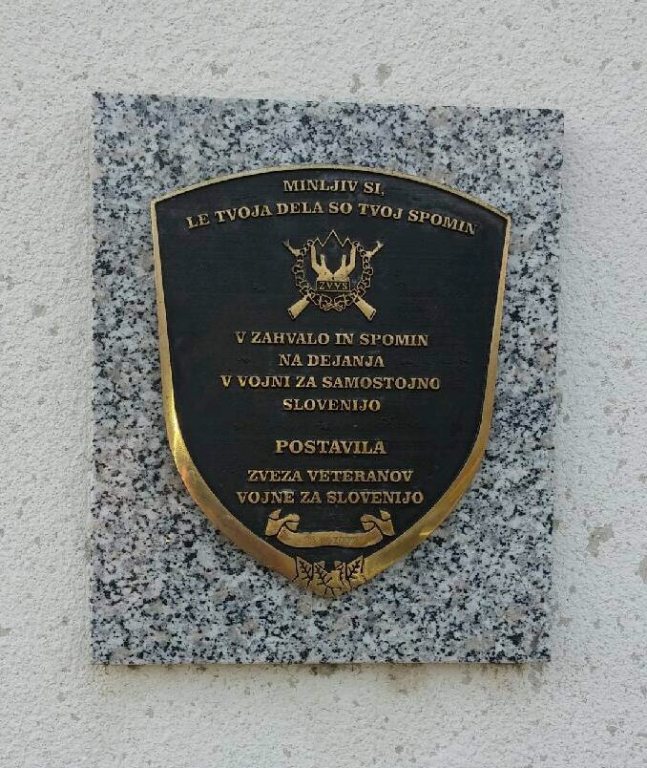 MINLJIV SI,
LE TVOJA DELA SO TVOJ SPOMIN
ZVVS
V ZAHVALO IN SPOMIN
NA DEJANJA
V VOJNI ZA SAMOSTOJNO
SLOVENIJO
POSTAVILA
ZVEZA VETERANOV
VOJNE ZA SLOVENIJO